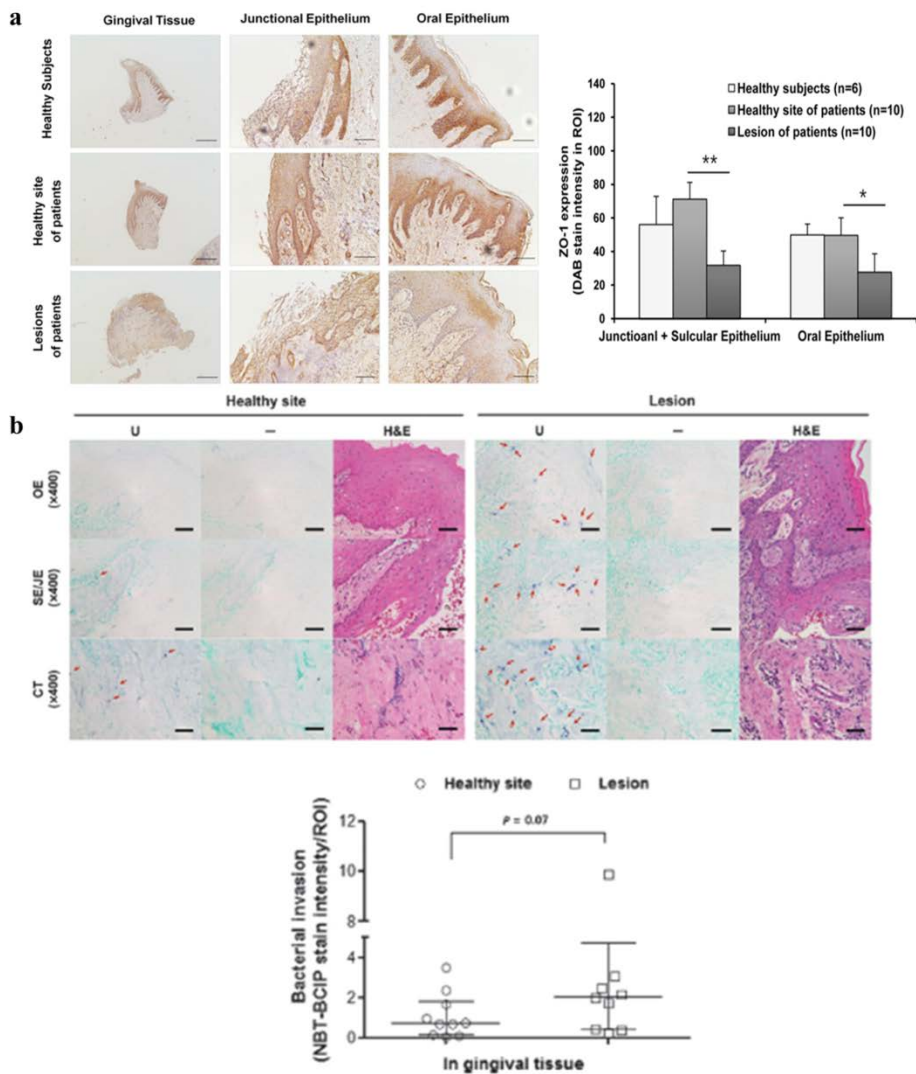 a
Gingival Tissue
Junctional Epithelium
Oral Epithelium
Healthy Subjects
Healthy site
of patients
Lesions
of patients
140
120
100
80
60
40
20
0
ZO-1 expression
(DAB stain intensity in ROI)
Healthy subjects (n=6)
Healthy site of patients (n=10)
Lesion of patients (n=10)
**
*
Junctioanl + Sulcular Epithelium
Oral Epithelium
b
Healthy site
Lesion
U
—
H&E
U
—
H&E
OE
(×400)
SE/JE
(×400)
CT
(×400)
Healthy site
Lesion
P = 0.07
12
10
8
4
2
0
Bacterial invasion
(NBT-BCIP stain intensity/ROI)
In gingival tissue